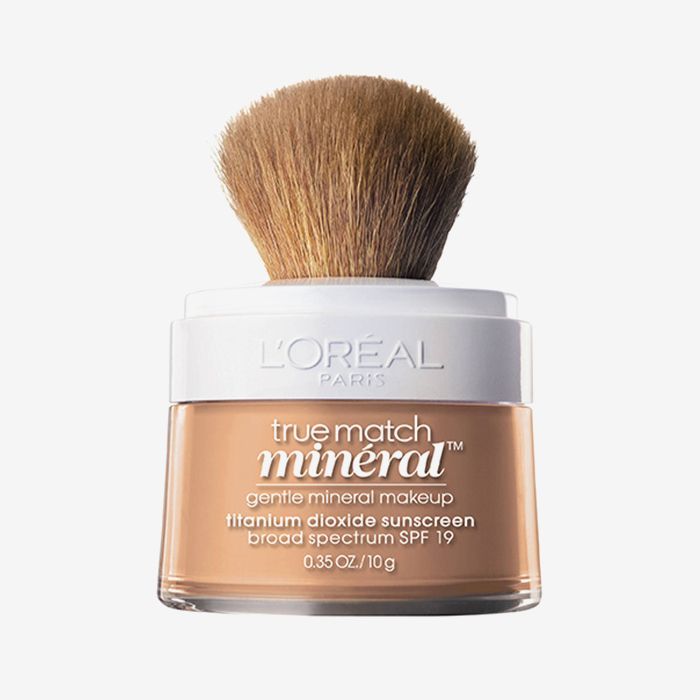 L'ORÉAL
PARIS
true match
minéral™
gentle mineral makeup
titanium dioxide sunscreen
broad spectrum SPF 19
0.35 OZ./10 g